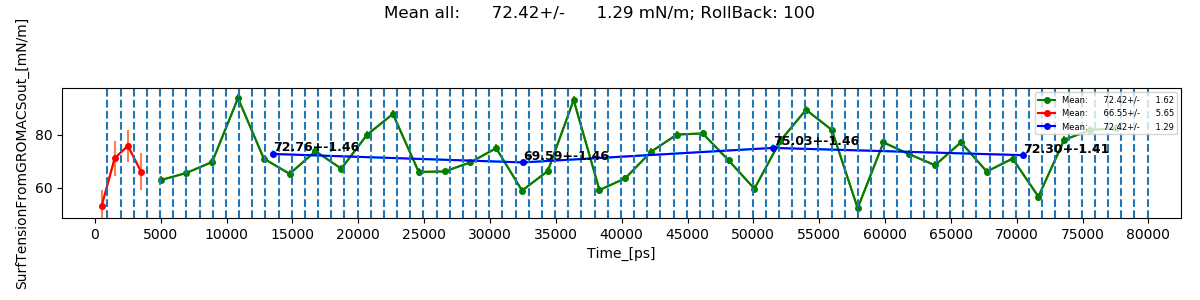 Mean all:      72.42+/-      1.29 mN/m; RollBack: 100
SurfTensionFromGROMACSout_[mN/m]
80
60
72.76+-1.46
69.59+-1.46
75.03+-1.46
72.30+-1.41
Mean:      72.42+/-      1.62
Mean:      66.55+/-      5.65
Mean:      72.42+/-      1.29
0 5000 10000 15000 20000 25000 30000 35000 40000 45000 50000 55000 60000 65000 70000 75000 80000
Time_[ps]